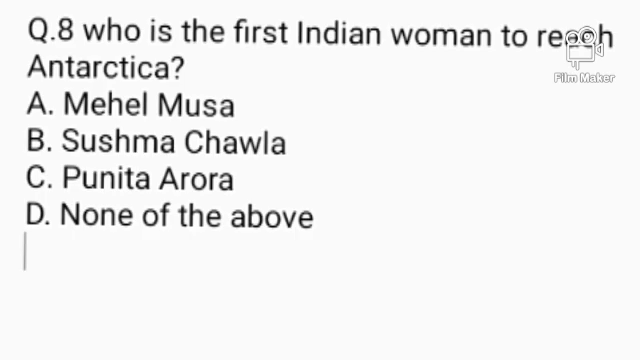 Q.8 who is the first Indian woman to reach
Antarctica?
A. Mehel Musa
B. Sushma Chawla
C. Punita Arora
D. None of the above
Film Maker